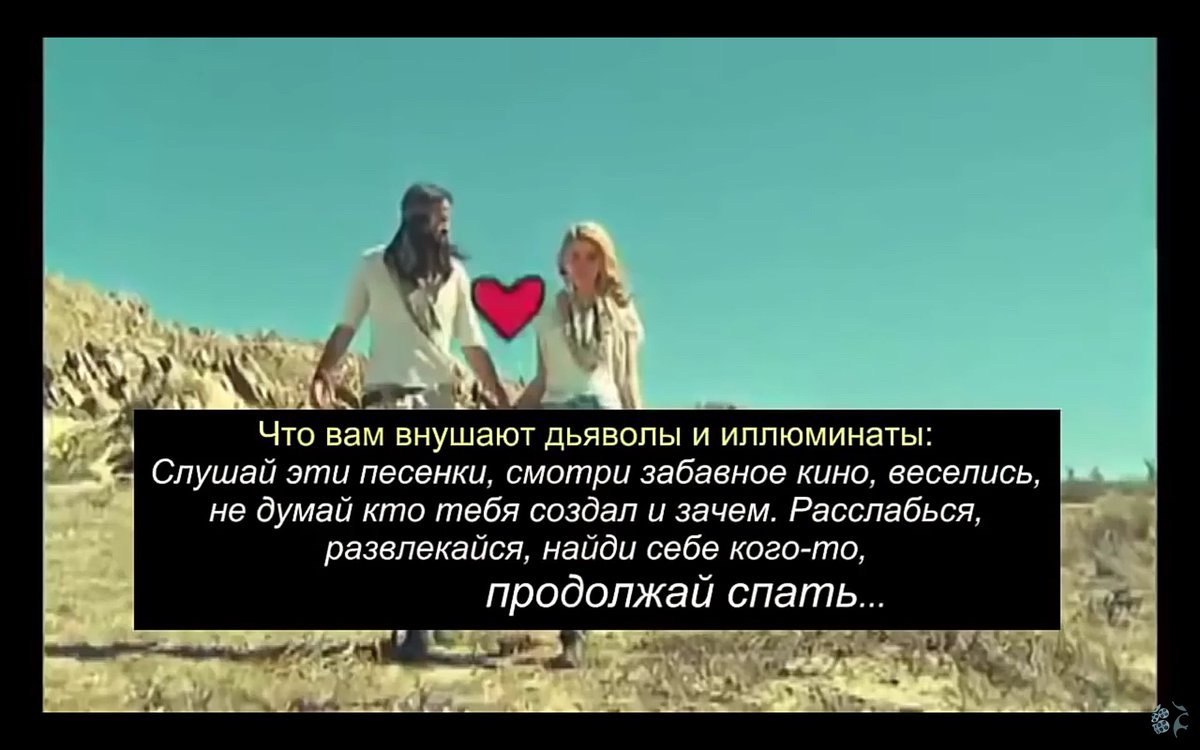 Что вам внушают дьяволы и иллюминаты:
Слушай эти песенки, смотри забавное кино, веселись,
не думай кто тебя создал и зачем. Расслабься,
развлекайся, найди себе кого-то,
продолжай спать...